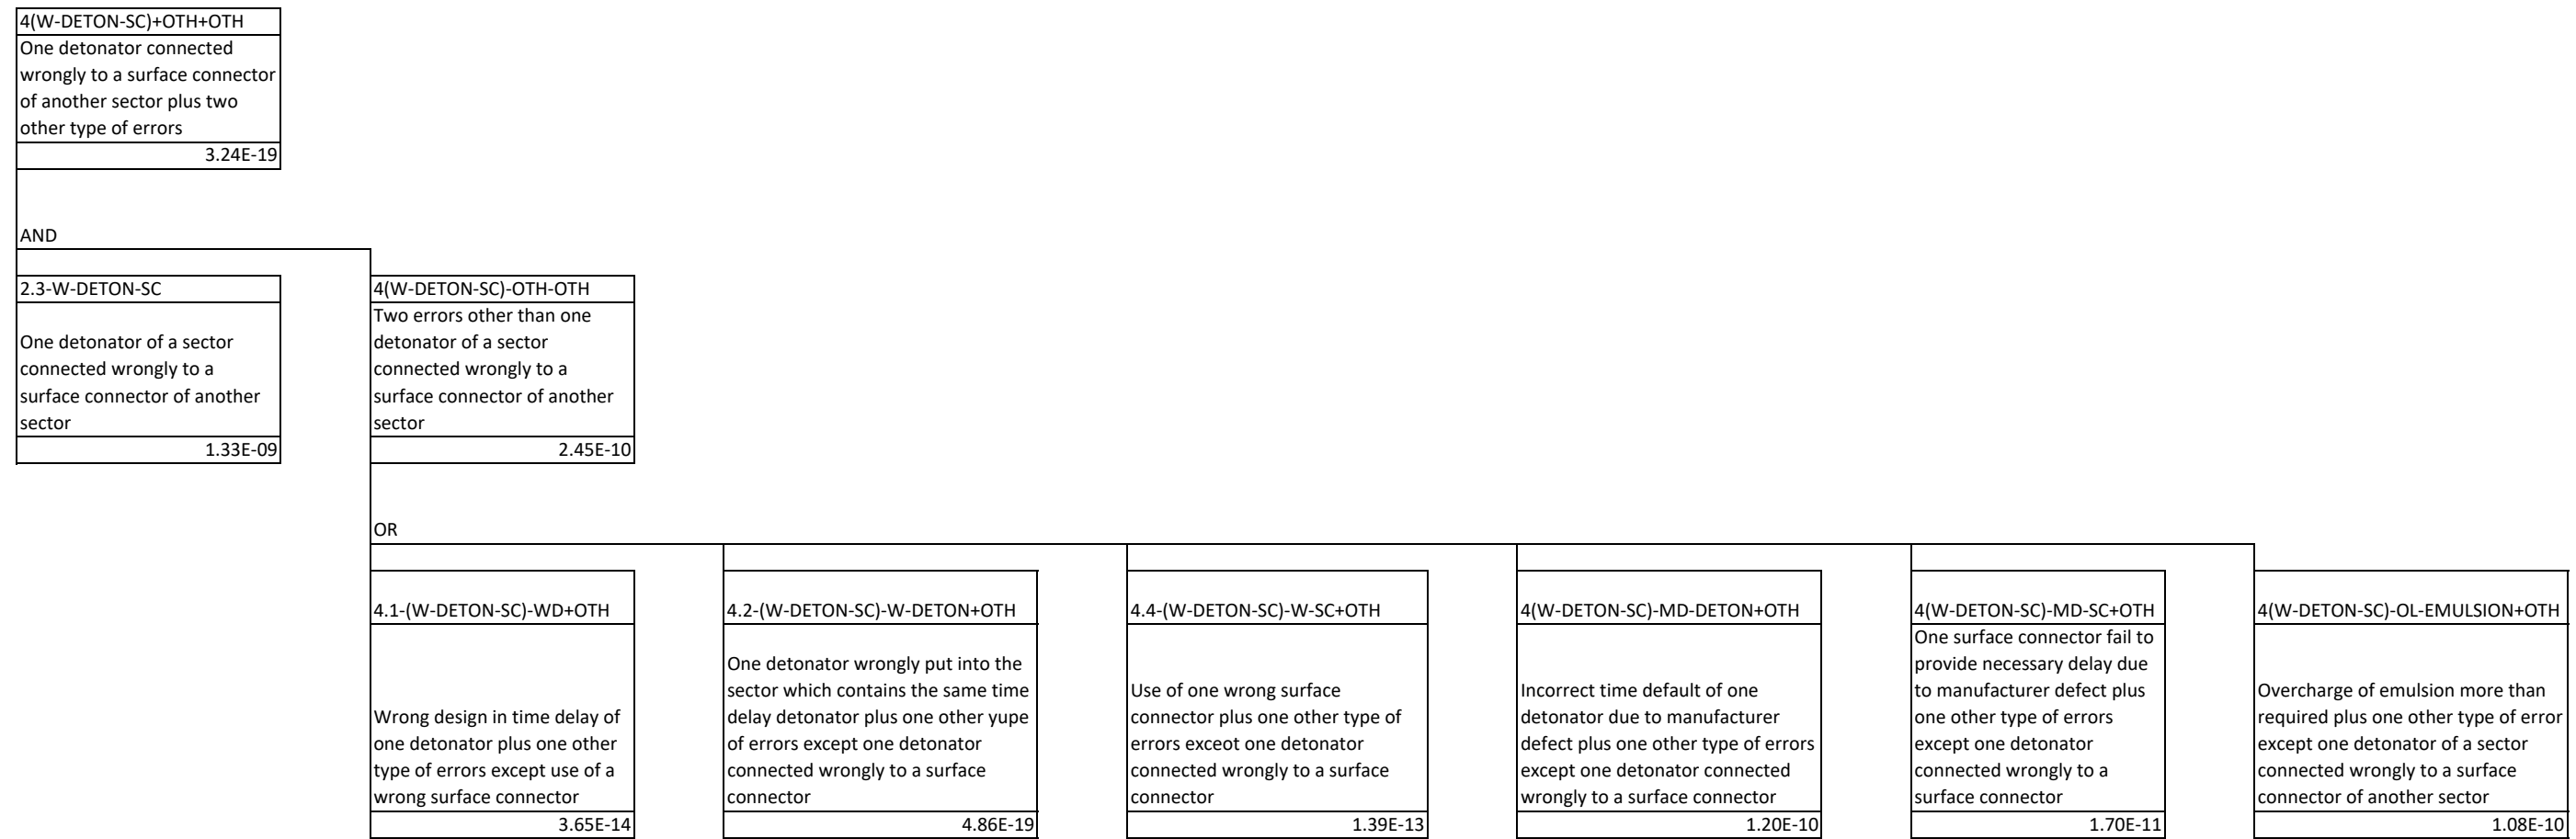 4(W-DETON-SC)+OTH+OTH
One detonator connected
wrongly to a surface connector
of another sector plus two
other type of errors
3.24E-19
AND
2.3-W-DETON-SC
One detonator of a sector
connected wrongly to a
surface connector of another
sector
1.33E-09
4(W-DETON-SC)-OTH-OTH
Two errors other than one
detonator of a sector
connected wrongly to a
surface connector of another
sector
2.45E-10
OR
4.1-(W-DETON-SC)-WD+OTH
Wrong design in time delay of
one detonator plus one other
type of errors except use of a
wrong surface connector
3.65E-14
4.2-(W-DETON-SC)-W-DETON+OTH
One detonator wrongly put into the
sector which contains the same time
delay detonator plus one other yupe
of errors except one detonator
connected wrongly to a surface
connector
4.86E-19
4.4-(W-DETON-SC)-W-SC+OTH
Use of one wrong surface
connector plus one other type of
errors exceot one detonator
connected wrongly to a surface
connector
1.39E-13
4(W-DETON-SC)-MD-DETON+OTH
Incorrect time default of one
detonator due to manufacturer
defect plus one other type of errors
except one detonator connected
wrongly to a surface connector
1.20E-10
4(W-DETON-SC)-MD-SC+OTH
One surface connector fail to
provide necessary delay due
to manufacturer defect plus
one other type of errors
except one detonator
connected wrongly to a
surface connector
1.70E-11
4(W-DETON-SC)-OL-EMULSION+OTH
Overcharge of emulsion more than
required plus one other type of error
except one detonator of a sector
connected wrongly to a surface
connector of another sector
1.08E-10